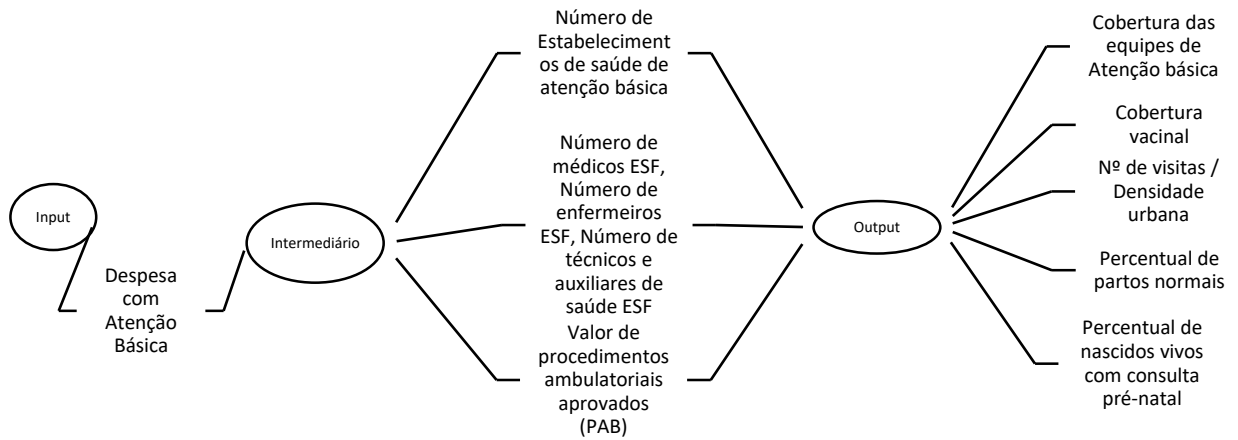 Input
Despesa
com
Atenção
Básica
Intermediário
Número de
Estabeleciment
os de saúde de
atenção básica
Número de
médicos ESF,
Número de
enfermeiros
ESF, Número de
técnicos e
auxiliares de
saúde ESF
Valor de
procedimentos
ambulatoriais
aprovados
(PAB)
Output
Cobertura das
equipes de
Atenção básica
Cobertura
vacinal
Nº de visitas /
Densidade
urbana
Percentual de
partos normais
Percentual de
nascidos vivos
com consulta
pré-natal